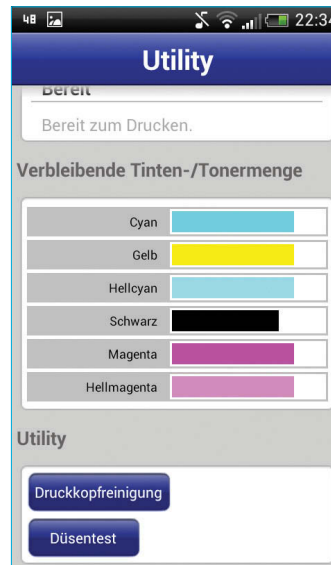 48 22:34
Utility
Bereit
Bereit zum Drucken.
Verbleibende Tinten-/Tonermenge
Cyan
Gelb
Hellcyan
Schwarz
Magenta
Hellmagenta
Utility
Druckkopfreinigung
Düsentest